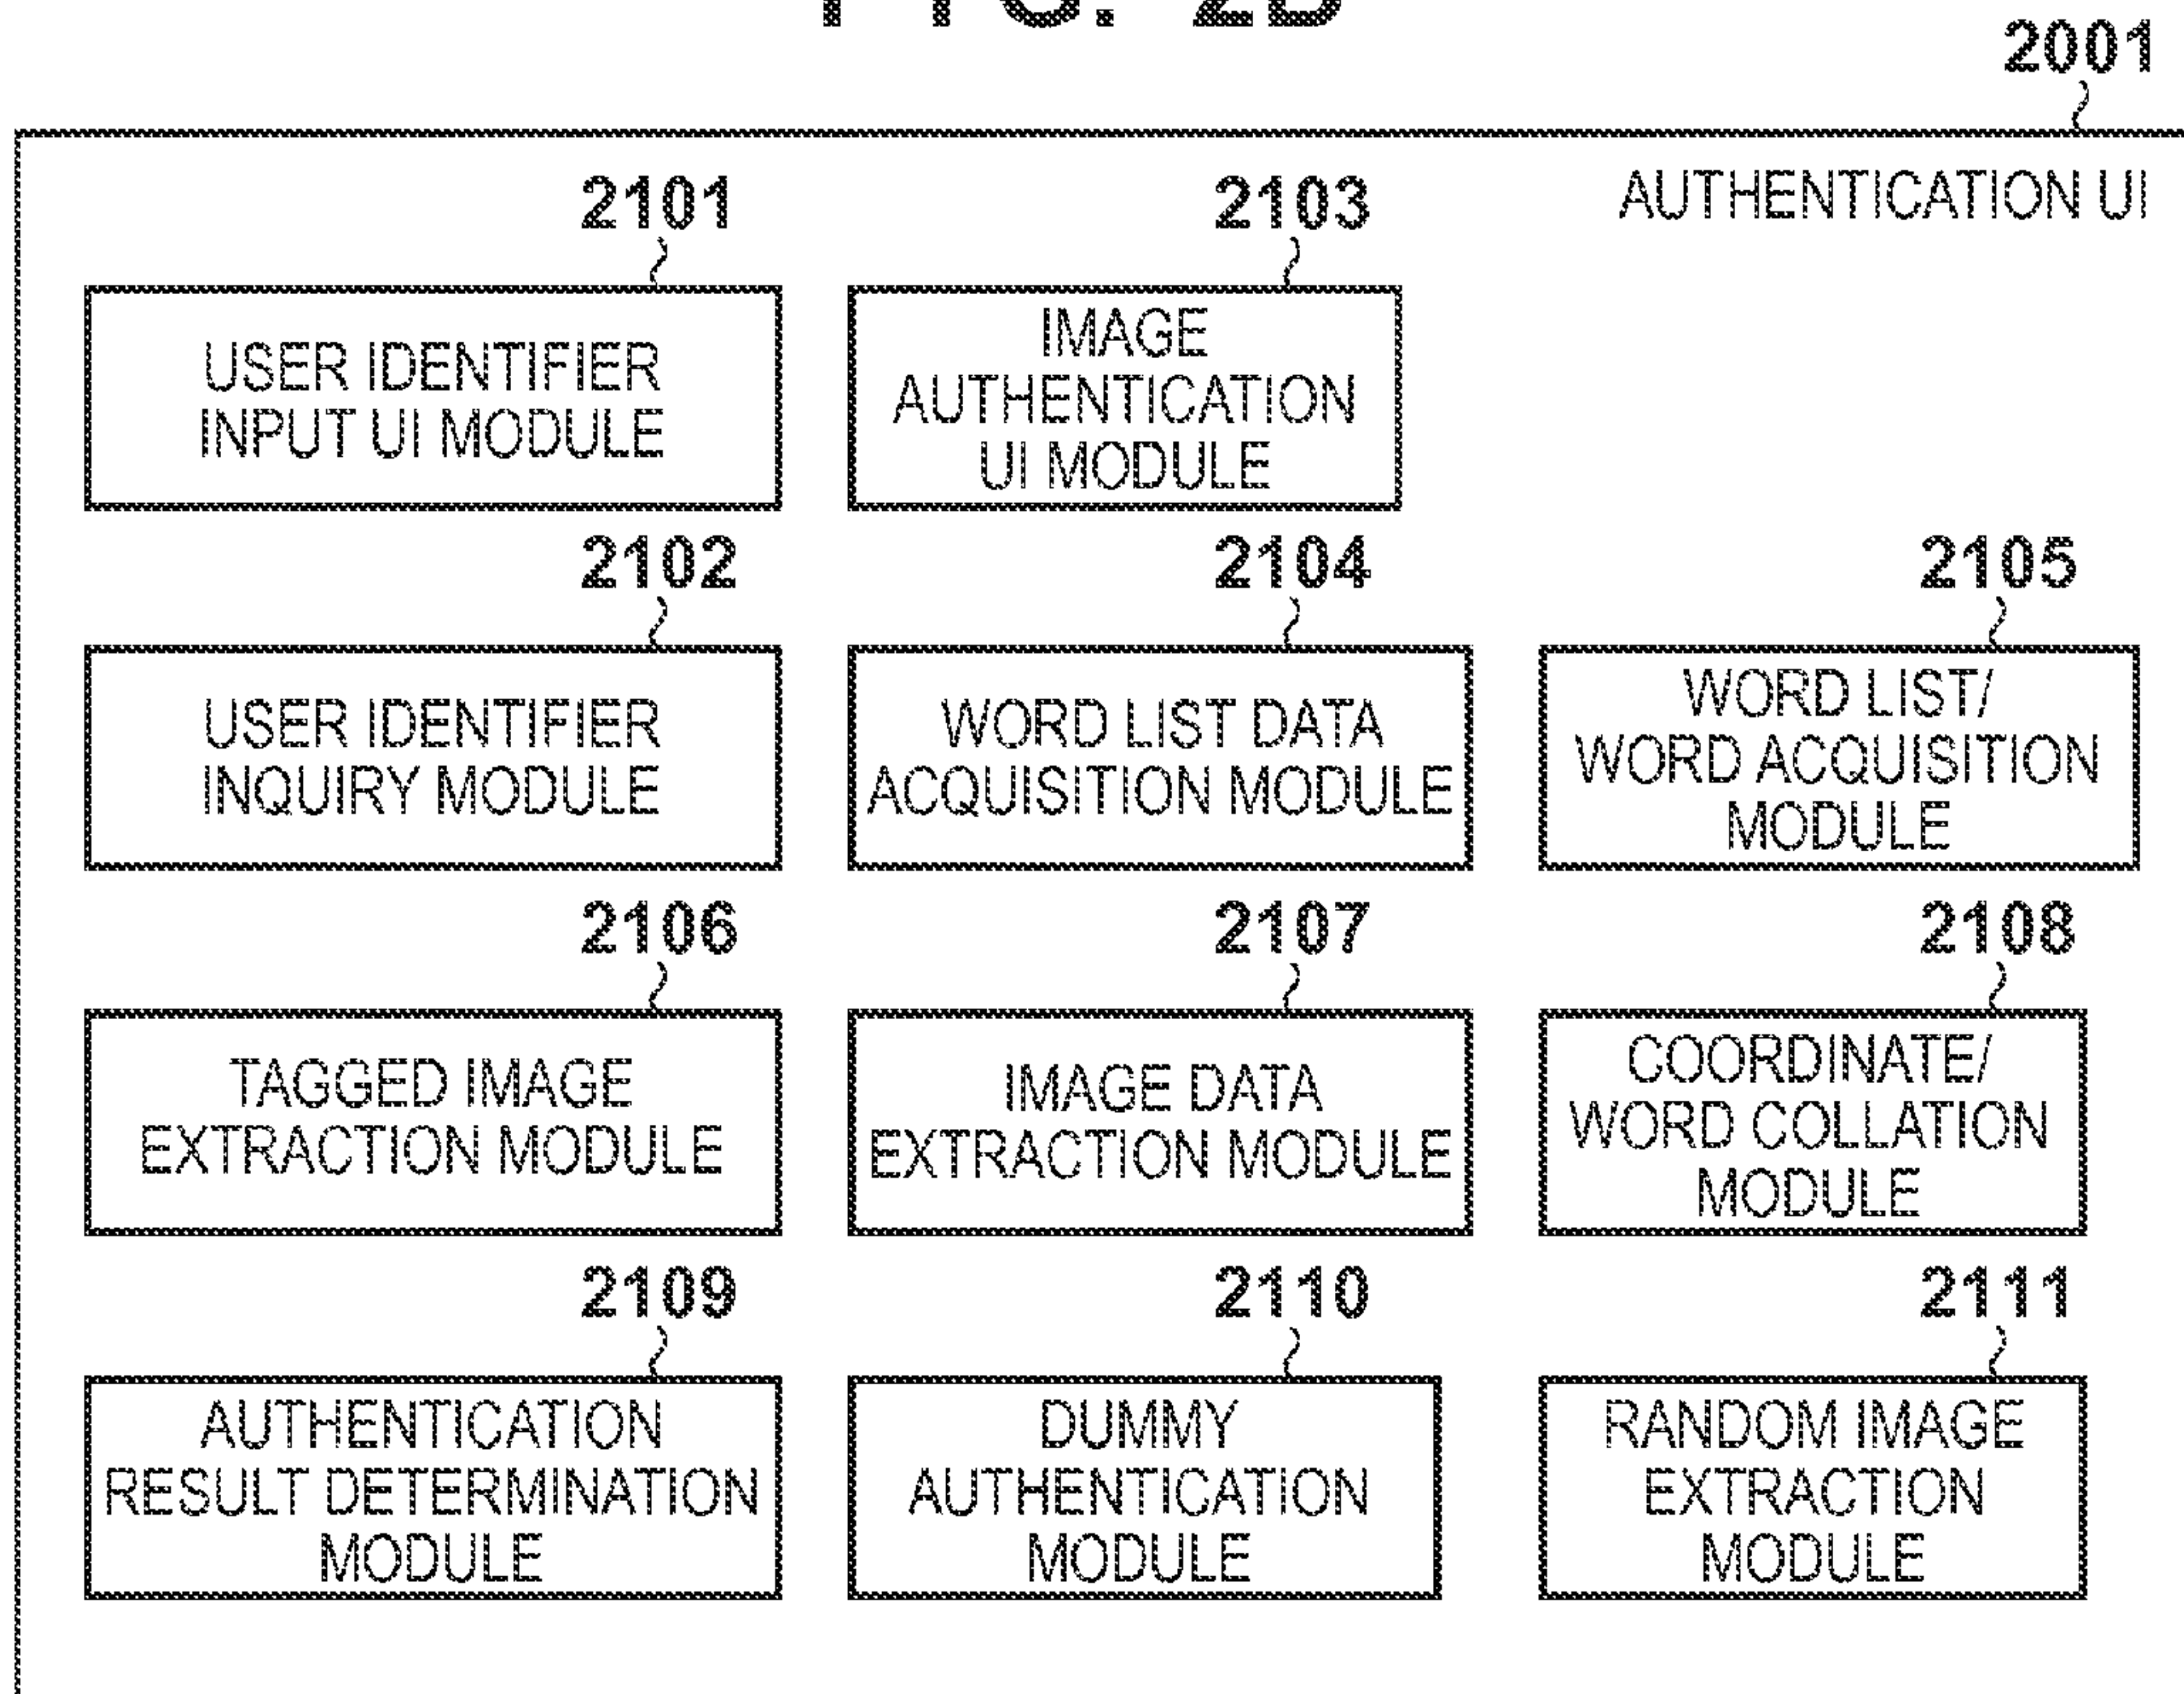 FIG. 2B
2001
AUTHENTICATION UI
2101
USER IDENTIFIER
INPUT UI MODULE
2103
IMAGE
AUTHENTICATION
UI MODULE
2102
USER IDENTIFIER
INQUIRY MODULE
2104
WORD LIST DATA
ACQUISITION MODULE
2105
WORD LIST/
WORD ACQUISITION
MODULE
2106
TAGGED IMAGE
EXTRACTION MODULE
2107
IMAGE DATA
EXTRACTION MODULE
2108
COORDINATE/
WORD COLLATION
MODULE
2109
AUTHENTICATION
RESULT DETERMINATION
MODULE
2110
DUMMY
AUTHENTICATION
MODULE
2111
RANDOM IMAGE
EXTRACTION
MODULE